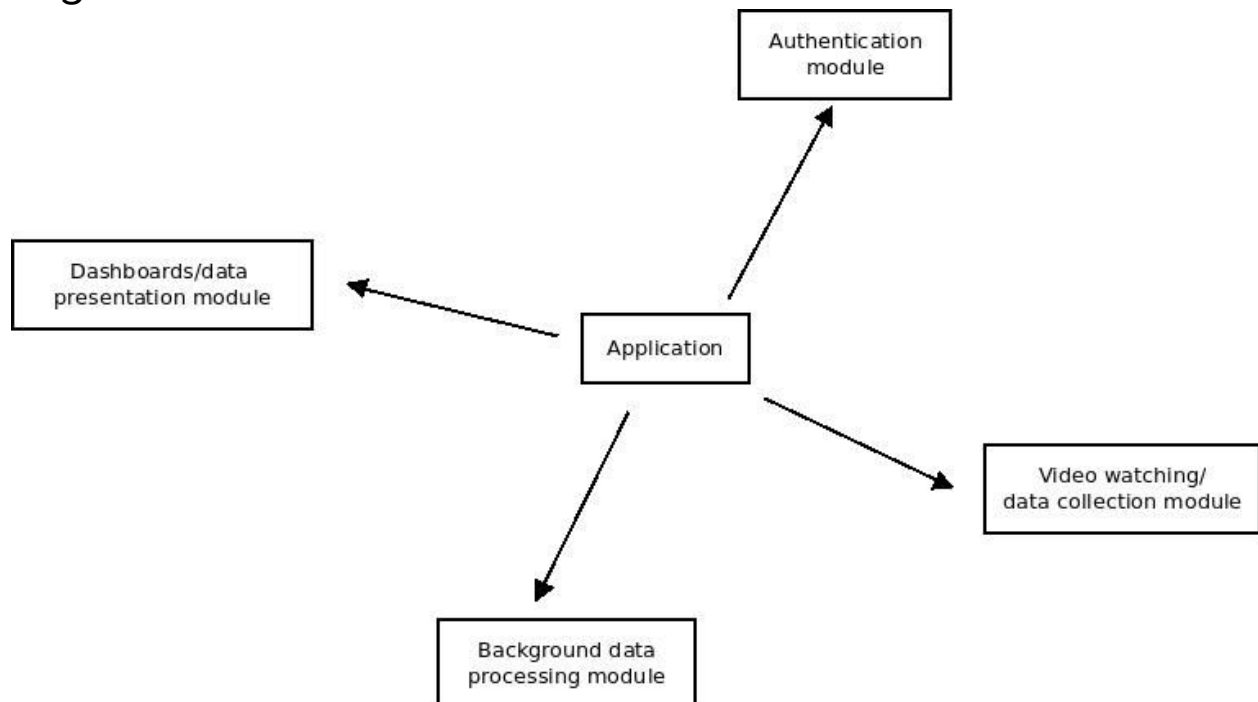 Authentication
module
Dashboards/data
presentation module
Application
Video watching/
data collection module
Background data
processing module